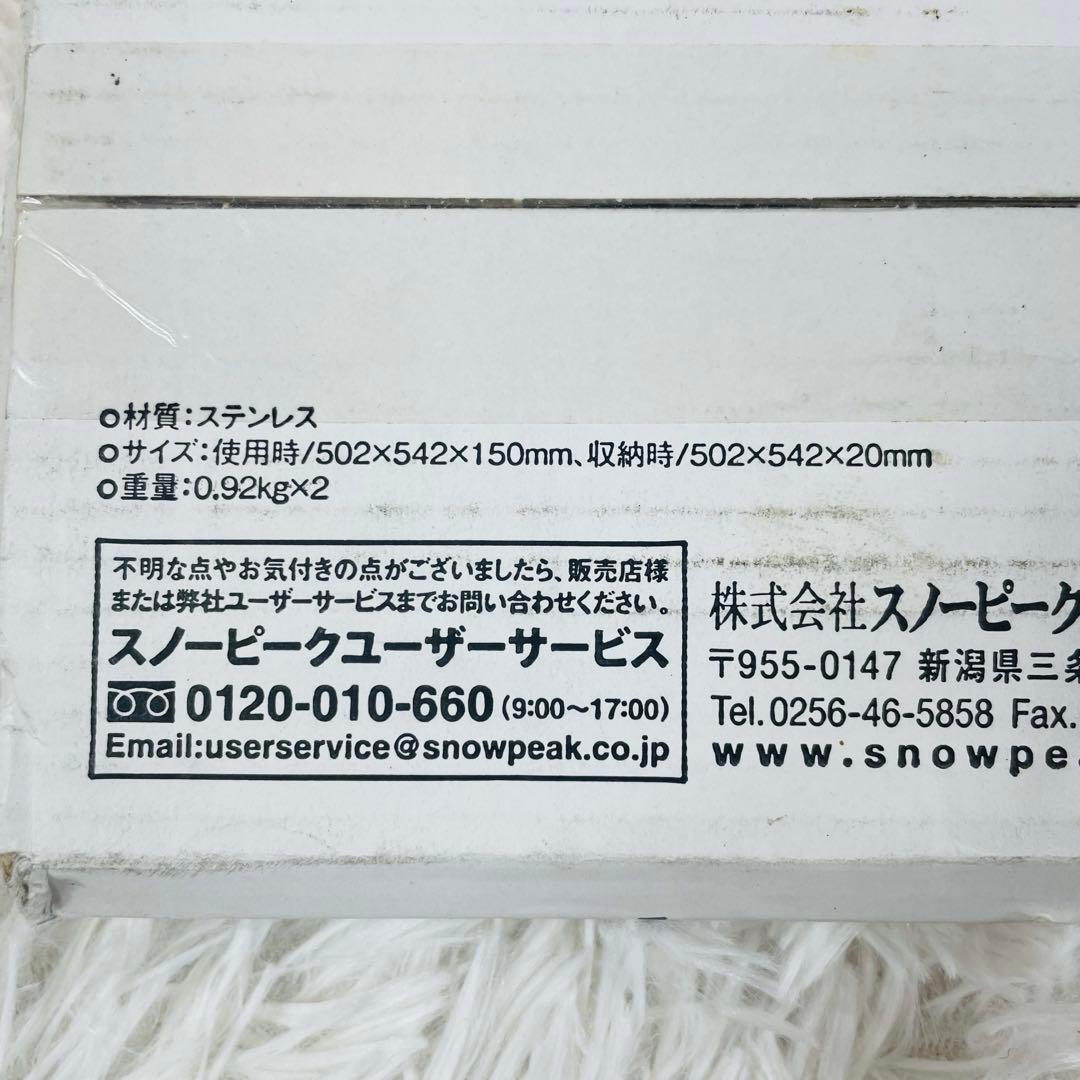 ●材質:ステンレス
●サイズ:使用時/502×542×150mm、収納時/502×542×20mm
●重量:0.92kg×2
不明な点やお気付きの点がございましたら、販売店様
または弊社ユーザーサービスまでお問い合わせください。
スノーピークユーザーサービス
0120-010-660(9:00〜17:00)
Email:userservice@snowpeak.co.jp
株式会社スノーピーク
〒955-0147 新潟県三条
Tel.0256-46-5858 Fax.
www.snowpea